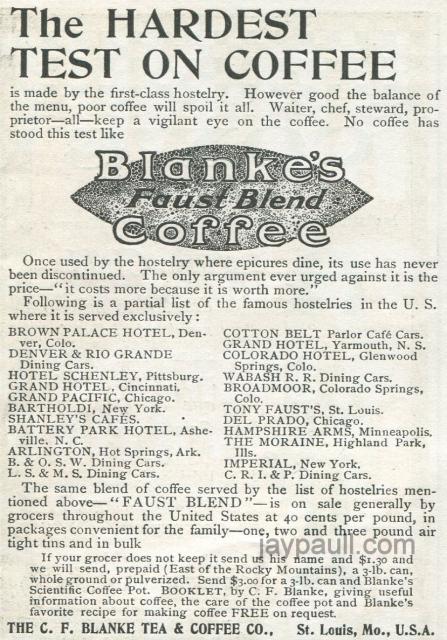 The HARDEST
TEST ON COFFEE
is made by the first-class hostelry. However good the balance of
the menu, poor coffee will spoil it all. Waiter, chef, steward, pro-
prietor—all—keep a vigilant eye on the coffee. No coffee has
stood this test like
Blanke's
Faust Blend
Coffee
Once used by the hostelry where epicures dine, its use has never
been discontinued. The only argument ever urged against it is the
price—"it costs more because it is worth more."
Following is a partial list of the famous hostelries in the U. S.
where it is served exclusively:
BROWN PALACE HOTEL, Den-
ver, Colo.
DENVER & RIO GRANDE
Dining Cars.
HOTEL SCHENLEY, Pittsburg.
GRAND HOTEL, Cincinnati.
GRAND PACIFIC, Chicago.
BARTHOLDI, New York.
SHANLEY'S CAFES.
BATTERY PARK HOTEL, Ashe-
ville, N. C.
ARLINGTON, Hot Springs, Ark.
B. & O. S. W. Dining Cars.
L. S. & M. S. Dining Cars.
COTTON BELT Parlor Café Cars.
GRAND HOTEL, Yarmouth, N. S.
COLORADO HOTEL, Glenwood
Springs, Colo.
WABASH R. R. Dining Cars.
BROADMOOR, Colorado Springs,
Colo.
TONY FAUST'S, St. Louis.
DEL PRADO, Chicago.
HAMPSHIRE ARMS, Minneapolis.
THE MORAINE, Highland Park,
Ills.
IMPERIAL, New York.
C. R. I. & P. Dining Cars.
The same blend of coffee served by the list of hostelries men-
tioned above—"FAUST BLEND"—is on sale generally by
grocers throughout the United States at 40 cents per pound, in
packages convenient for the family—one, two and three pound air
tight tins and in bulk
jaypaull.com
If your grocer does not keep it send us his name and $1.30 and
we will send, prepaid (East of the Rocky Mountains), a 3-lb. can,
whole ground or pulverized. Send $3.00 for a 3-lb. can and Blanke's
Scientific Coffee Pot. BOOKLET, by C. F. Blanke, giving useful
information about coffee, the care of the coffee pot and Blanke's
favorite recipe for making coffee FREE on request.
THE C. F. BLANKE TEA & COFFEE CO., St. Louis, Mo., U.S.A.